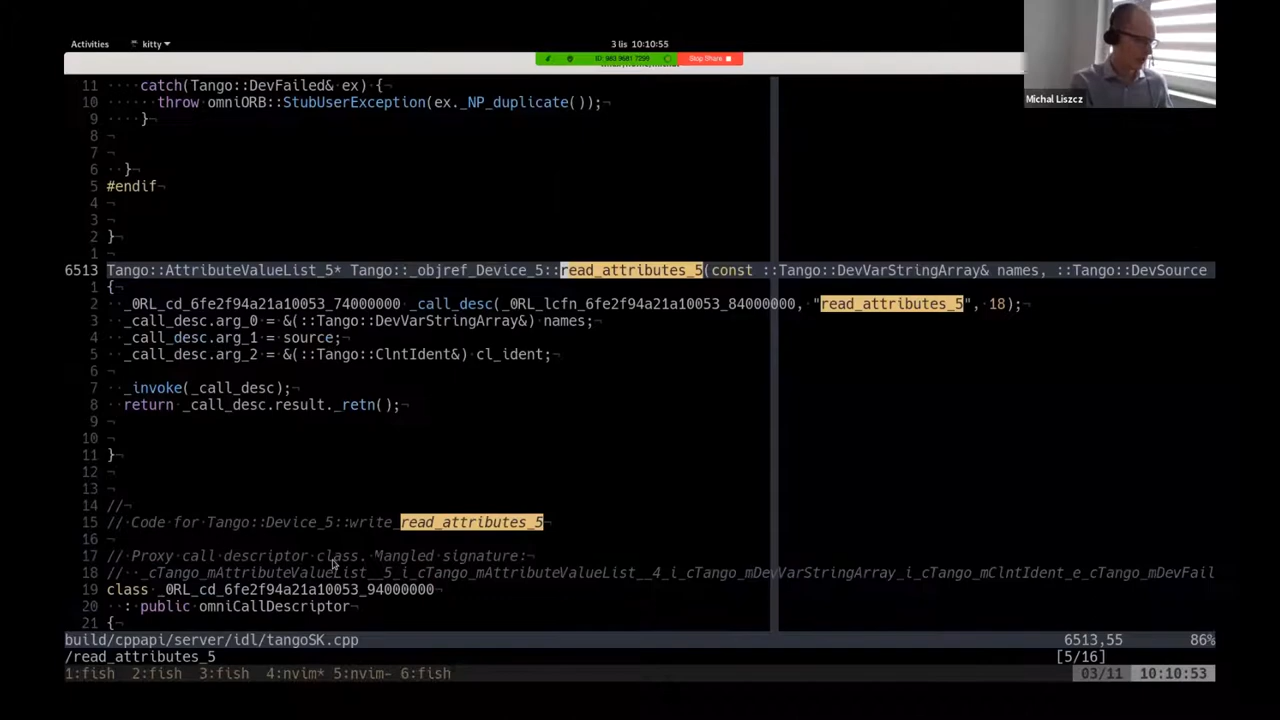 Activities kitty 3 lis 10:10:55
ID: 983 9681 7299 Stop Share
Michal Liszcz
11 ····catch(Tango::DevFailed& ex) {
10 ······throw omniORB::StubUserException(ex._NP_duplicate());¬
9 ····}¬
8 ¬
7 ¬
6 ··}¬
5 #endif¬
4 ¬
3 ¬
2 }¬
1 ¬
6513 Tango::AttributeValueList_5* Tango::_objref_Device_5::read_attributes_5(const ::Tango::DevVarStringArray& names, ::Tango::DevSource
1 {¬
2 ··_0RL_cd_6fe2f94a21a10053_74000000 _call_desc(_0RL_lcfn_6fe2f94a21a10053_84000000, "read_attributes_5", 18);¬
3 ··_call_desc.arg_0 = &(::Tango::DevVarStringArray&) names;¬
4 ··_call_desc.arg_1 = source;¬
5 ··_call_desc.arg_2 = &(::Tango::ClntIdent&) cl_ident;¬
6 ¬
7 ··_invoke(_call_desc);¬
8 ··return _call_desc.result._retn();¬
9 ¬
10 ¬
11 }¬
12 ¬
13 ¬
14 //¬
15 // Code for Tango::Device_5::write_read_attributes_5¬
16 ¬
17 // Proxy call descriptor class. Mangled signature:¬
18 // _cTango_mAttributeValueList__5_i_cTango_mAttributeValueList__4_i_cTango_mDevVarStringArray_i_cTango_mClntIdent_e_cTango_mDevFail
19 class _0RL_cd_6fe2f94a21a10053_94000000¬
20 ··: public omniCallDescriptor¬
21 {¬
build/cppapi/server/idl/tangoSK.cpp 6513,55 86%
/read_attributes_5 [5/16]
1:fish 2:fish 3:fish 4:nvim* 5:nvim- 6:fish 03/11 10:10:53